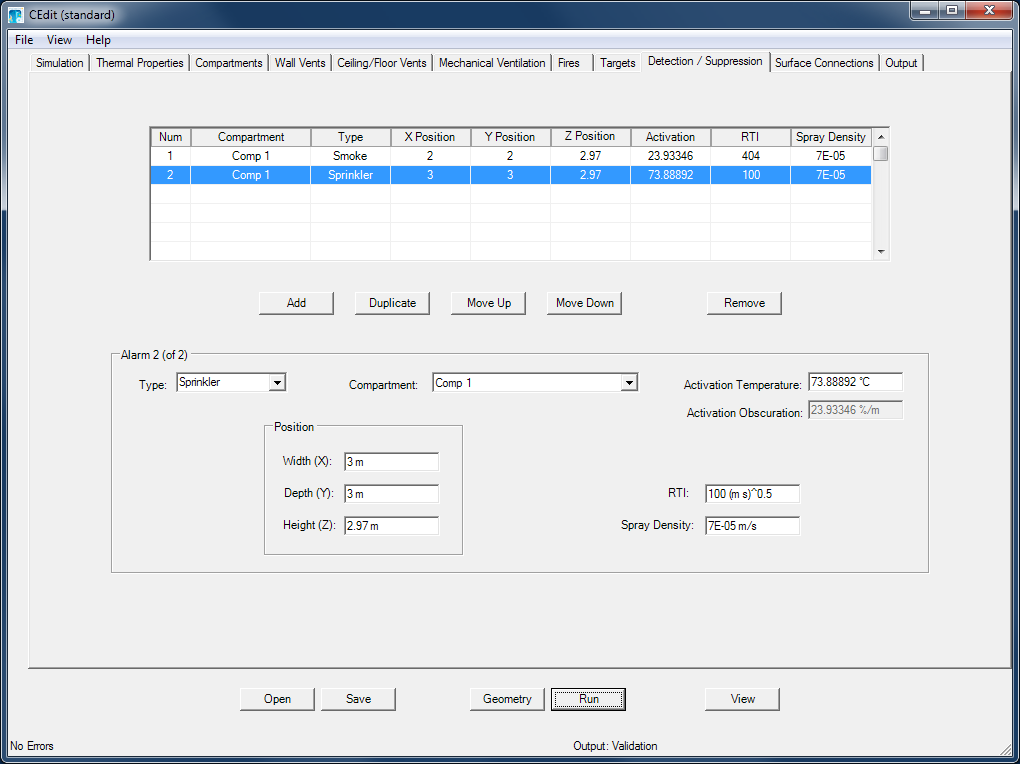 CEdit (standard)
File View Help
Simulation Thermal Properties Compartments Wall Vents Ceiling/Floor Vents Mechanical Ventilation Fires Targets Detection / Suppression Surface Connections Output
Num Compartment Type X Position Y Position Z Position Activation RTI Spray Density
1 Comp 1 Smoke 2 2 2.97 23.93346 404 7E-05
2 Comp 1 Sprinkler 3 3 2.97 73.88892 100 7E-05
Add Duplicate Move Up Move Down Remove
Alarm 2 (of 2)
Type: Sprinkler Compartment: Comp 1 Activation Temperature: 73.88892 °C
Activation Obscuration: 23.93346 %/m
Position
Width (X): 3 m
Depth (Y): 3 m RTI: 100 (m s)^0.5
Height (Z): 2.97 m Spray Density: 7E-05 m/s
Open Save Geometry Run View
No Errors Output: Validation